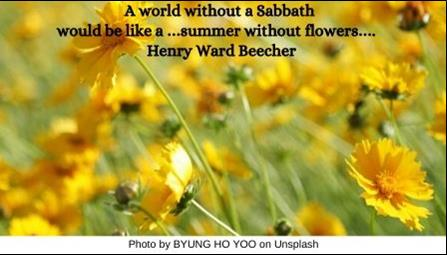 A world without a Sabbath
would be like a ...summer without flowers....
Henry Ward Beecher
Photo by BYUNG HO YOO on Unsplash